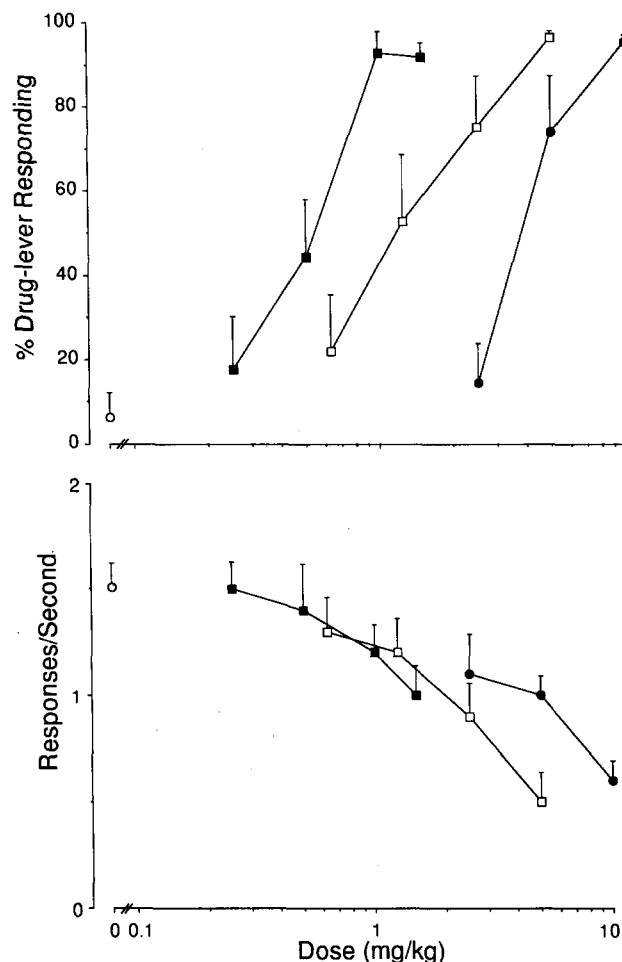 100
80
60
40
20
0
% Drug-lever Responding
2
1
0
Responses/Second
0 0.1 1 10
Dose (mg/kg)